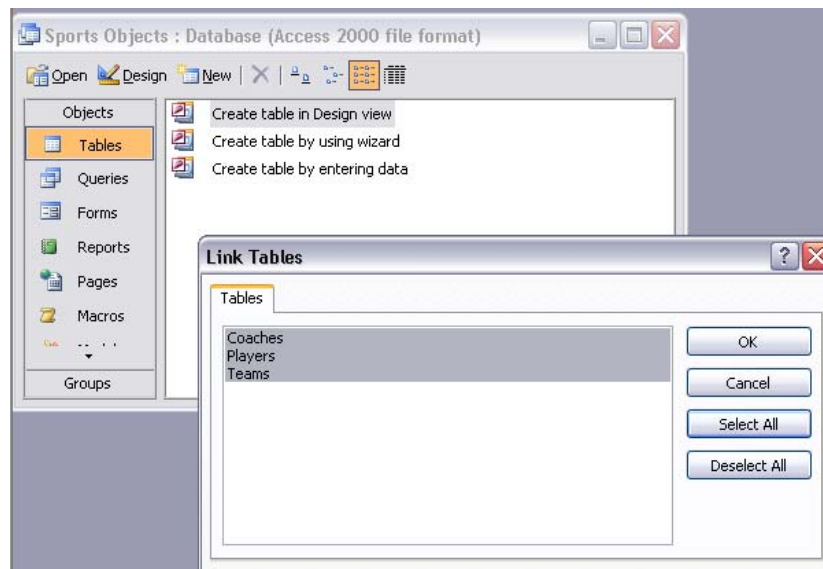 Sports Objects : Database (Access 2000 file format)
Open Design New
Objects
Tables
Queries
Forms
Reports
Pages
Macros
Groups
Create table in Design view
Create table by using wizard
Create table by entering data
Link Tables
Tables
Coaches
Players
Teams
OK
Cancel
Select All
Deselect All